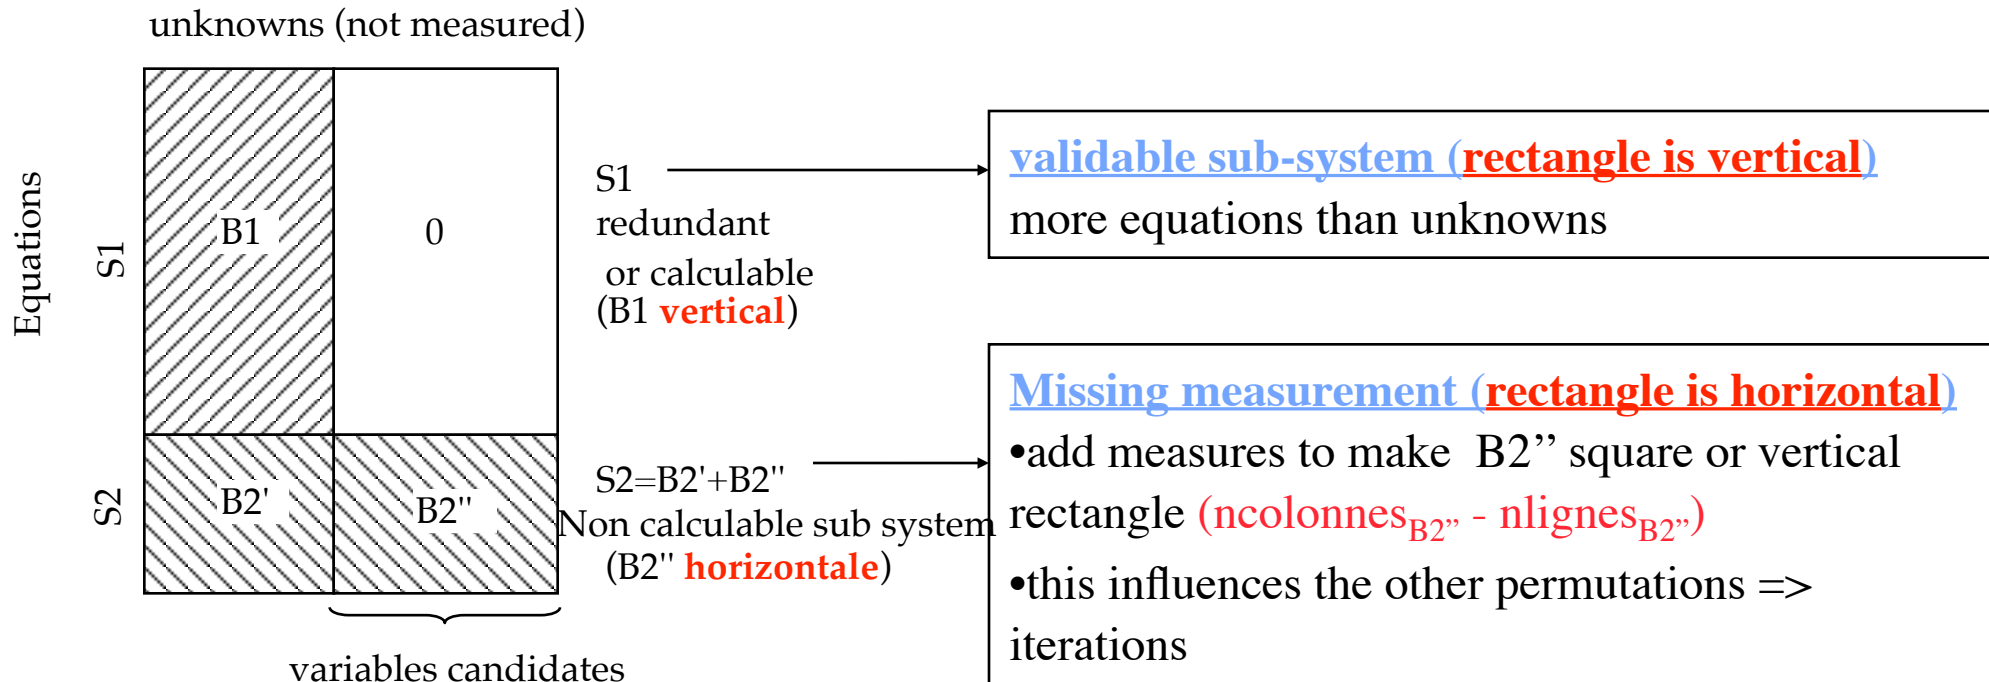 unknowns (not measured)
Equations
S1
S2
B1
0
B2'
B2"
variables candidates
S1
redundant
or calculable
(B1 vertical)
S2=B2'+B2"
Non calculable sub system
(B2" horizontale)
validable sub-system (rectangle is vertical)
more equations than unknowns
Missing measurement (rectangle is horizontal)
•add measures to make B2” square or vertical
rectangle (ncolonnesB2” - nlignesB2”)
•this influences the other permutations =>
iterations